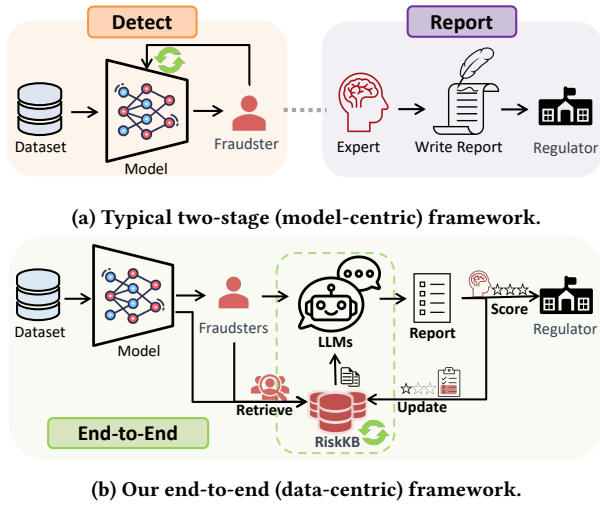 Detect
Report
Dataset
Model
Fraudster
Expert
Write Report
Regulator
(a) Typical two-stage (model-centric) framework.
Dataset
Model
Fraudsters
LLMs
Report
Score
Regulator
Retrieve
Update
End-to-End
RiskKB
(b) Our end-to-end (data-centric) framework.